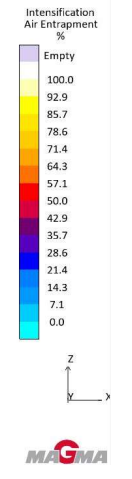 Intensification
Air Entrapment
%
Empty
100.0
92.9
85.7
78.6
71.4
64.3
57.1
50.0
42.9
35.7
28.6
21.4
14.3
7.1
0.0
Z
Y
X
MAGMA